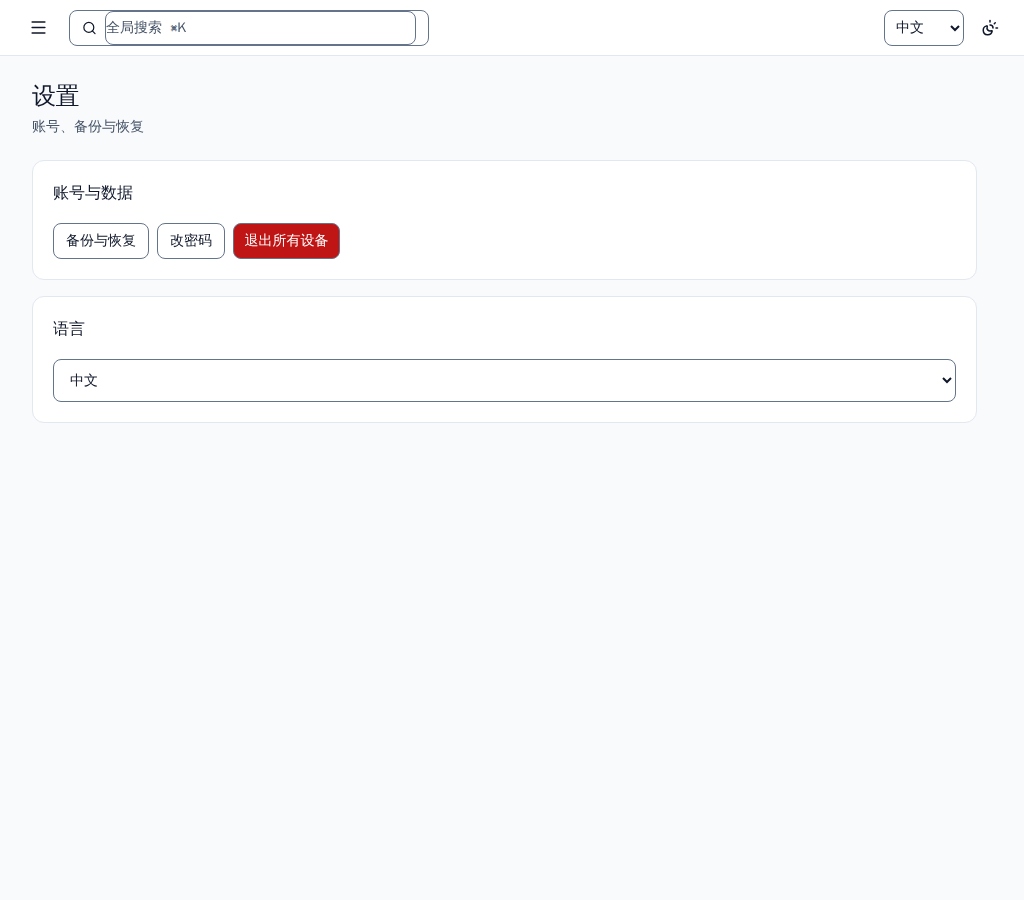 全局搜索 ⌘K
中文
设置
账号、备份与恢复
账号与数据
备份与恢复 改密码 退出所有设备
语言
中文